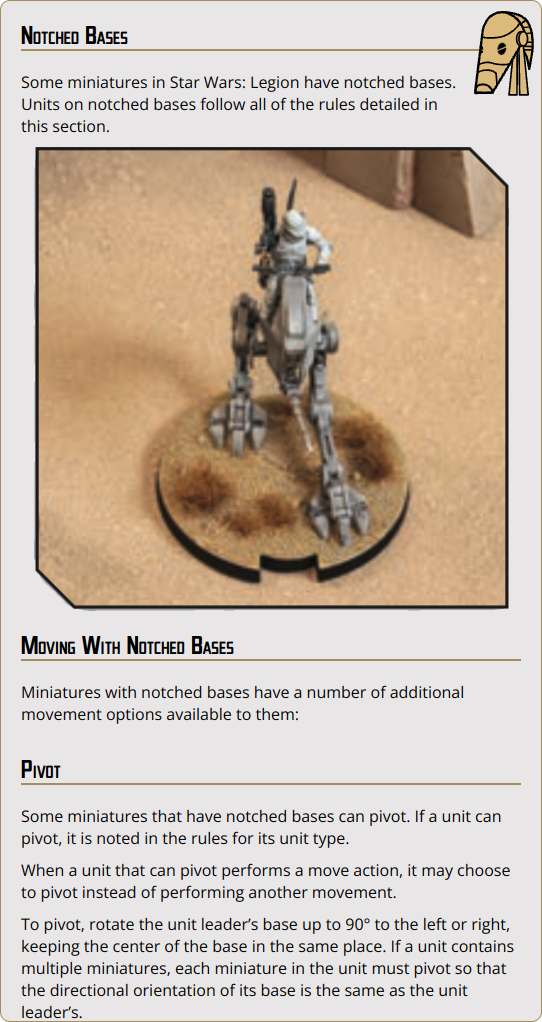 Notched Bases
Some miniatures in Star Wars: Legion have notched bases.
Units on notched bases follow all of the rules detailed in
this section.
Moving With Notched Bases
Miniatures with notched bases have a number of additional
movement options available to them:
Pivot
Some miniatures that have notched bases can pivot. If a unit can
pivot, it is noted in the rules for its unit type.
When a unit that can pivot performs a move action, it may choose
to pivot instead of performing another movement.
To pivot, rotate the unit leader’s base up to 90° to the left or right,
keeping the center of the base in the same place. If a unit contains
multiple miniatures, each miniature in the unit must pivot so that
the directional orientation of its base is the same as the unit
leader’s.